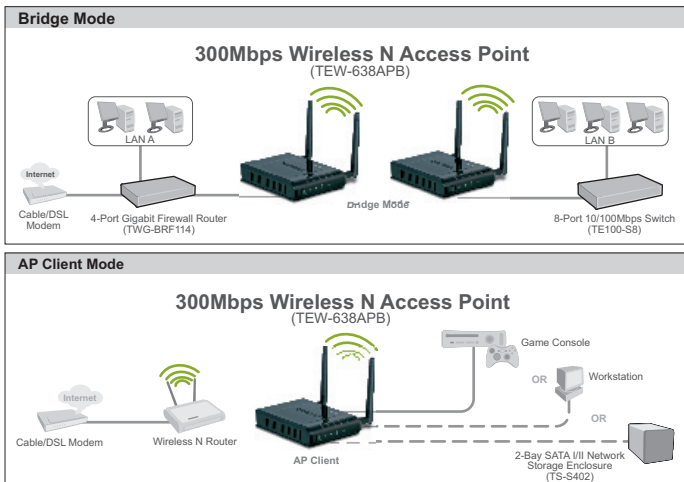 Bridge Mode
300Mbps Wireless N Access Point
(TEW-638APB)
LAN A
LAN B
Internet
Bridge Mode
Cable/DSL
Modem
4-Port Gigabit Firewall Router
(TWG-BRF114)
8-Port 10/100Mbps Switch
(TE100-S8)
AP Client Mode
300Mbps Wireless N Access Point
(TEW-638APB)
Game Console
OR
Workstation
Internet
OR
Cable/DSL Modem
Wireless N Router
AP Client
2-Bay SATA I/II Network
Storage Enclosure
(TS-S402)